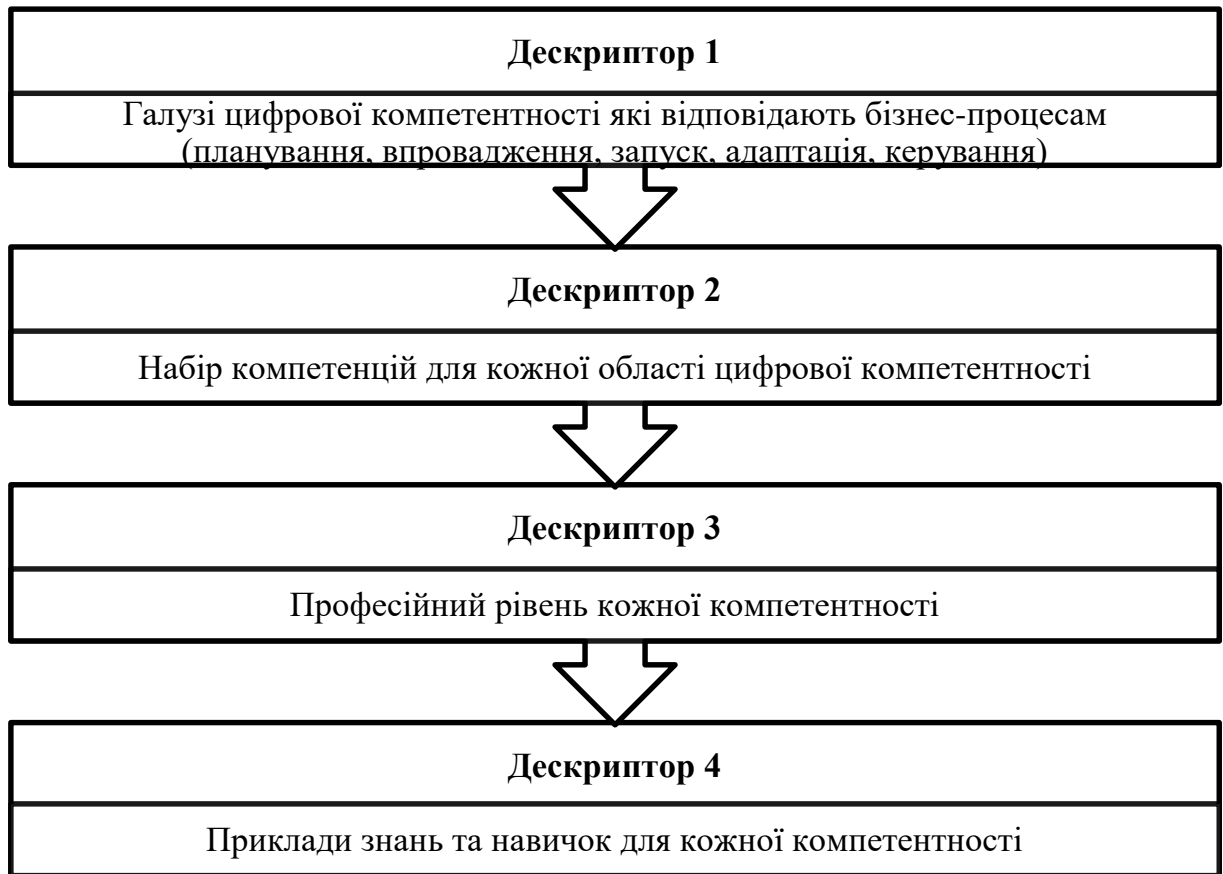 Дескриптор 1
Галузі цифрової компетентності які відповідають бізнес-процесам
(планування, впровадження, запуск, адаптація, керування)
Дескриптор 2
Набір компетенцій для кожної області цифрової компетентності
Дескриптор 3
Професійний рівень кожної компетентності
Дескриптор 4
Приклади знань та навичок для кожної компетентності